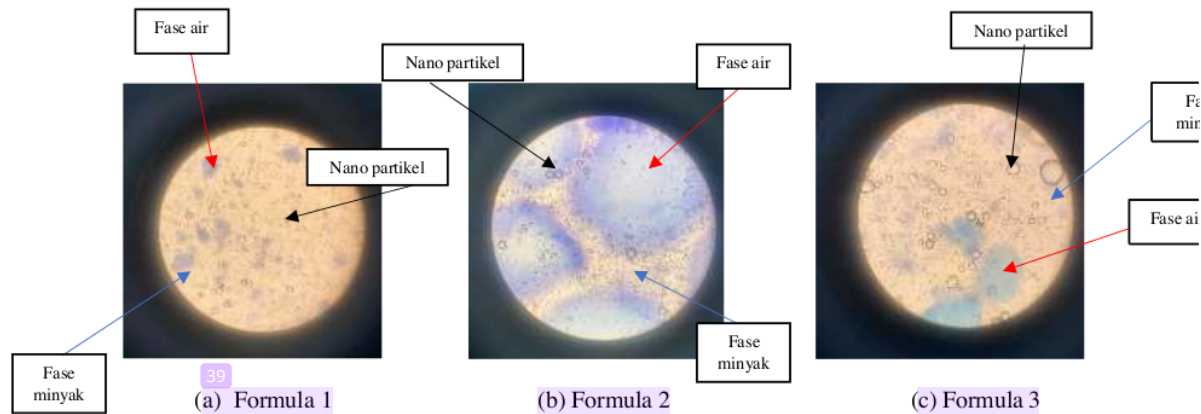 Fase air
Nano partikel
Fase
minyak
Nano partikel
Fase air
Fase
minyak
Nano partikel
Fase
39
(a) Formula 1
(b) Formula 2
(c) Formula 3